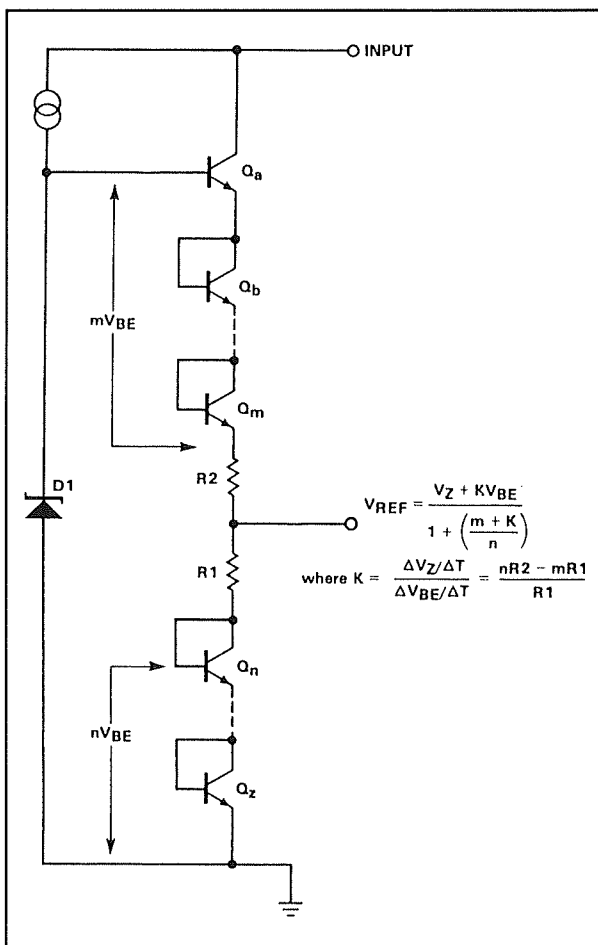 INPUT
Qa
Qb
mVBE
Qm
R2
D1
VREF = VZ + KVBE / 1 + (m + K / n)
R1
where K = ΔVZ/ΔT / ΔVBE/ΔT = nR2 - mR1 / R1
Qn
nVBE
Qz